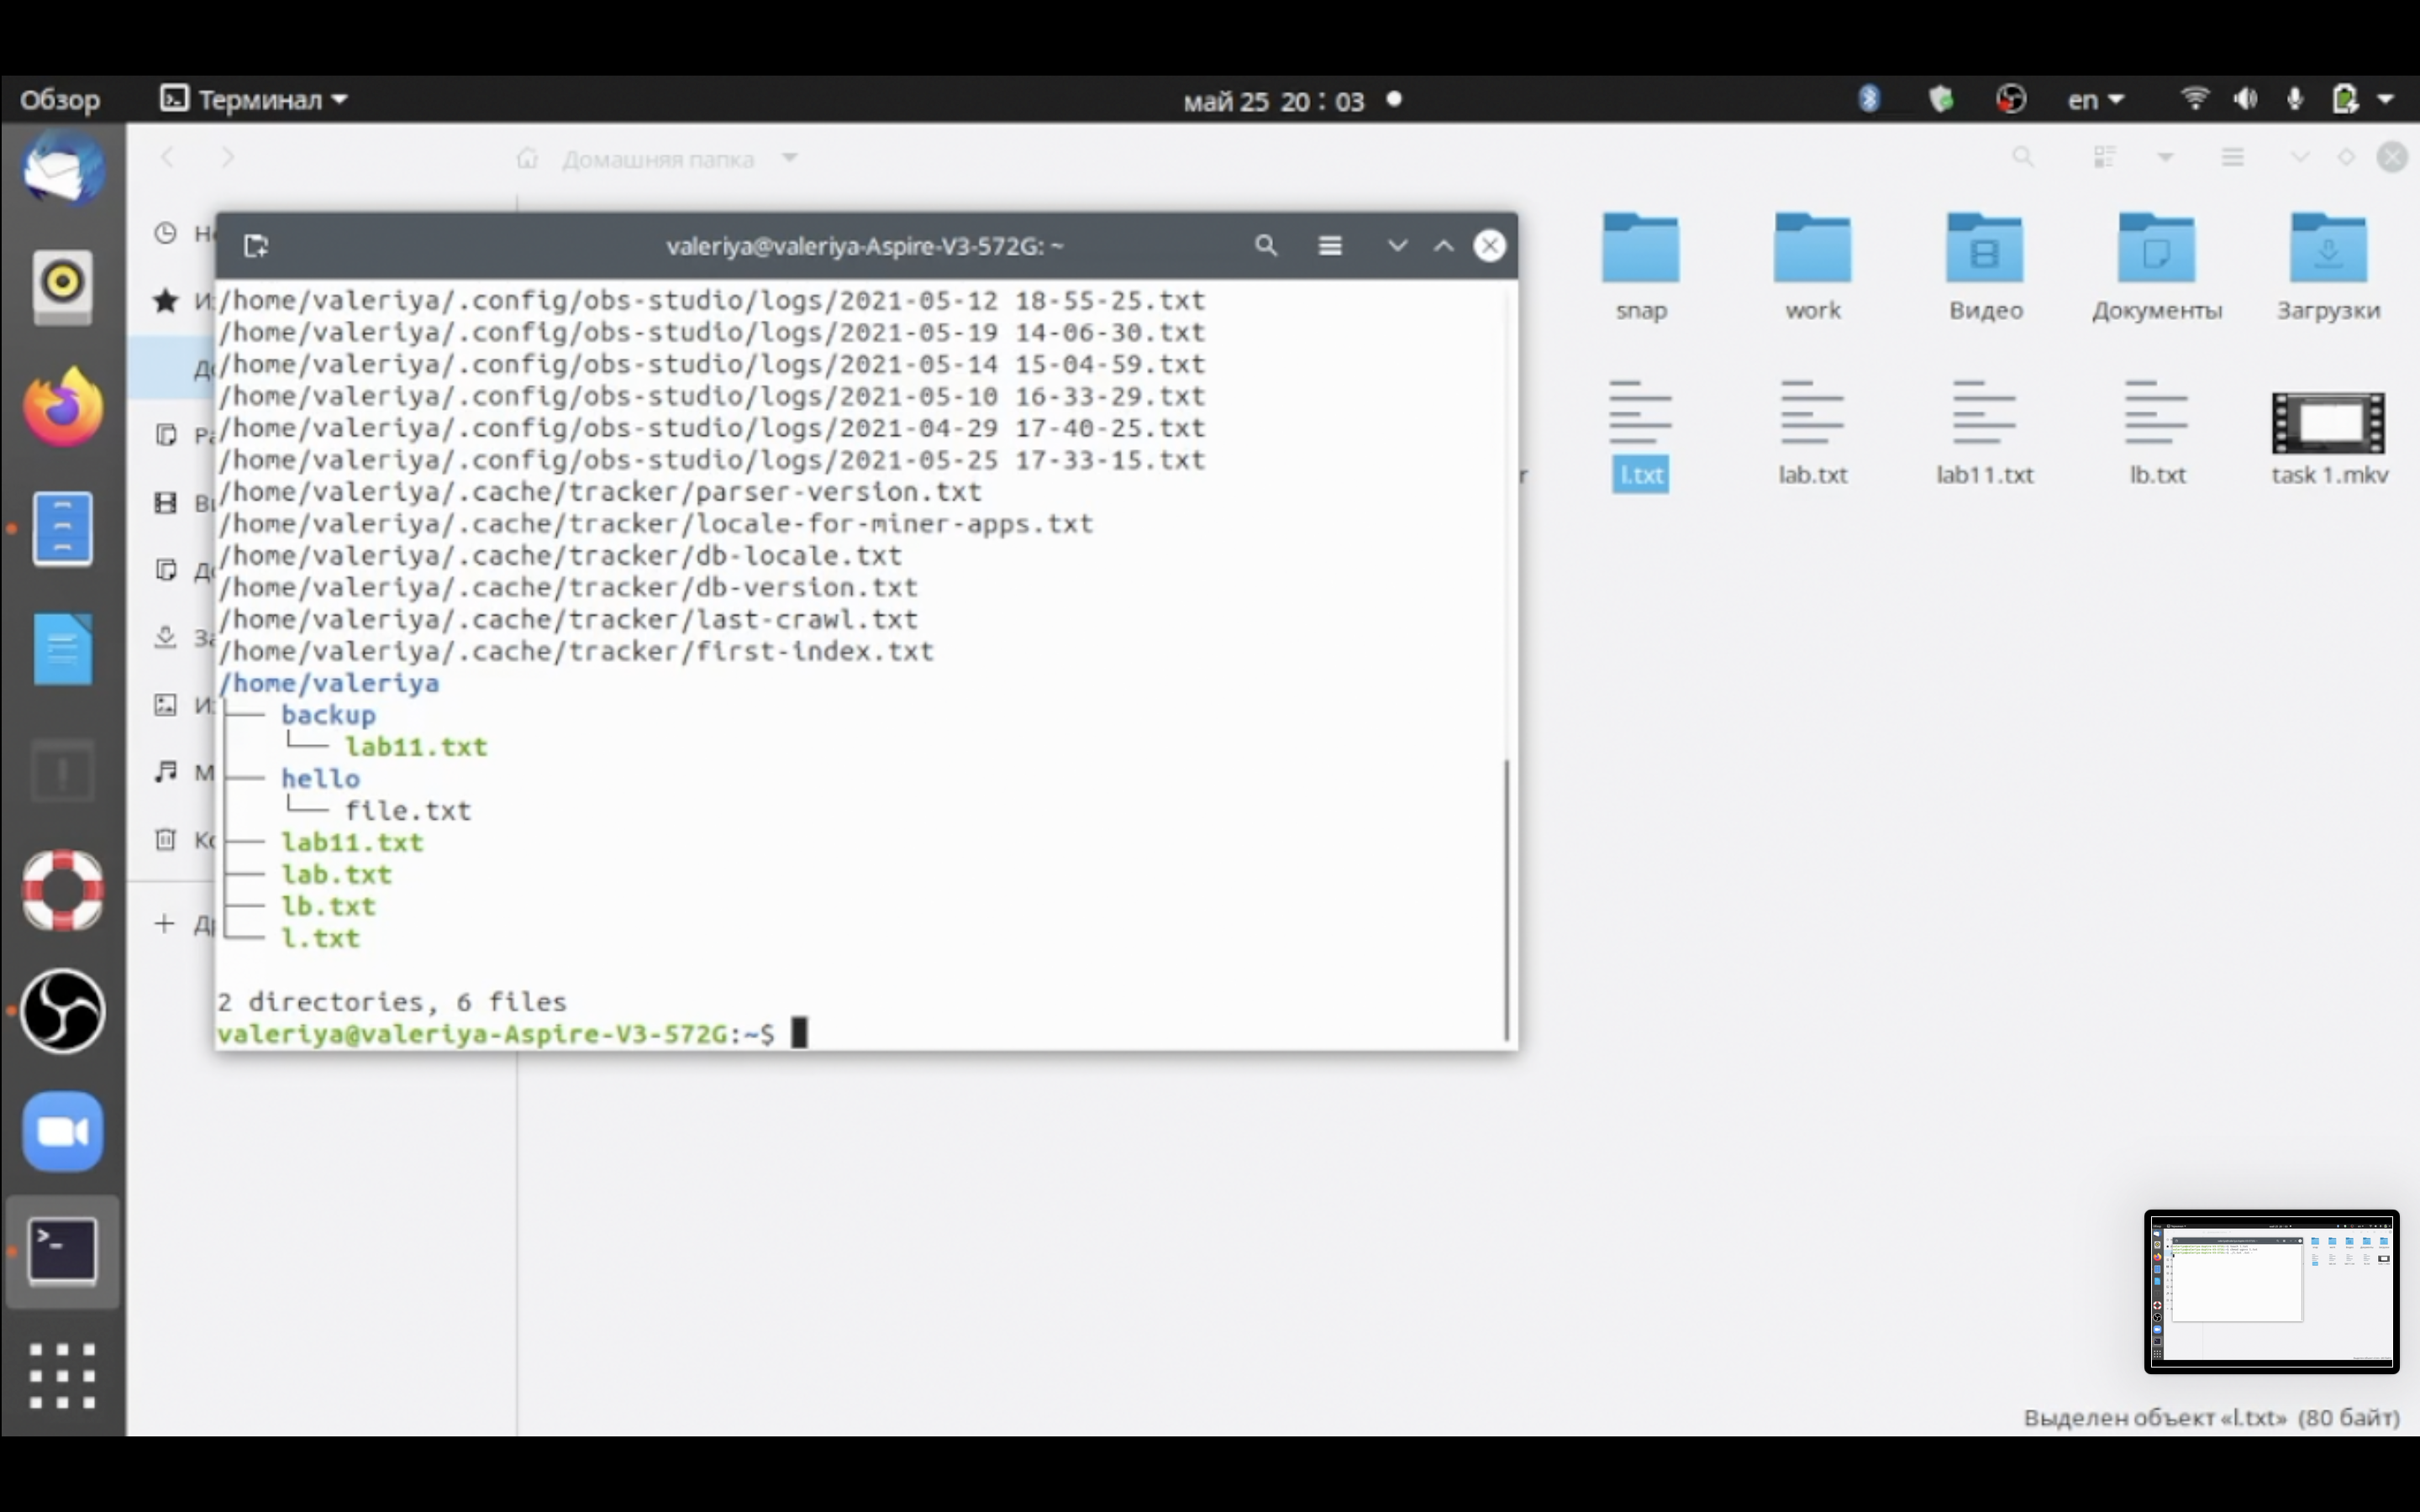 Обзор
Терминал
май 25 20:03
en
Домашняя папка
valeriya@valeriya-Aspire-V3-572G: ~
/home/valeriya/.config/obs-studio/logs/2021-05-12 18-55-25.txt
/home/valeriya/.config/obs-studio/logs/2021-05-19 14-06-30.txt
/home/valeriya/.config/obs-studio/logs/2021-05-14 15-04-59.txt
/home/valeriya/.config/obs-studio/logs/2021-05-10 16-33-29.txt
/home/valeriya/.config/obs-studio/logs/2021-04-29 17-40-25.txt
/home/valeriya/.config/obs-studio/logs/2021-05-25 17-33-15.txt
/home/valeriya/.cache/tracker/parser-version.txt
/home/valeriya/.cache/tracker/locale-for-miner-apps.txt
/home/valeriya/.cache/tracker/db-locale.txt
/home/valeriya/.cache/tracker/db-version.txt
/home/valeriya/.cache/tracker/last-crawl.txt
/home/valeriya/.cache/tracker/first-index.txt
/home/valeriya
├── backup
│   └── lab11.txt
├── hello
│   └── file.txt
├── lab11.txt
├── lab.txt
├── lb.txt
└── l.txt
2 directories, 6 files
valeriya@valeriya-Aspire-V3-572G:~$
snap
work
Видео
Документы
Загрузки
l.txt
lab.txt
lab11.txt
lb.txt
task 1.mkv
Выделен объект «l.txt» (80 байт)